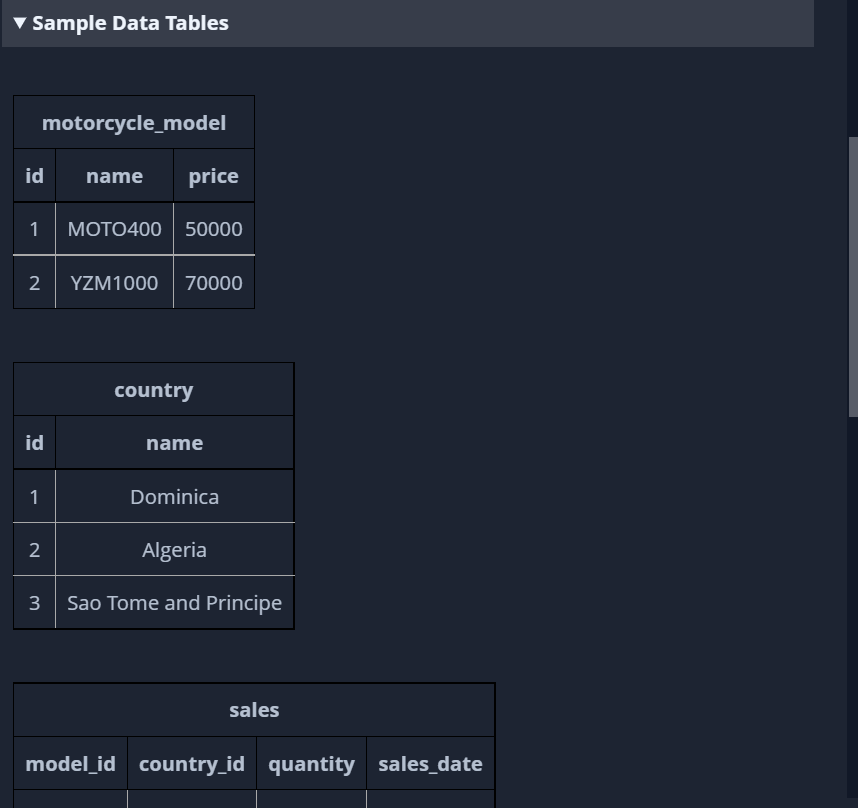 ▼ Sample Data Tables
motorcycle_model
id name price
1 MOTO400 50000
2 YZM1000 70000
country
id name
1 Dominica
2 Algeria
3 Sao Tome and Principe
sales
model_id country_id quantity sales_date